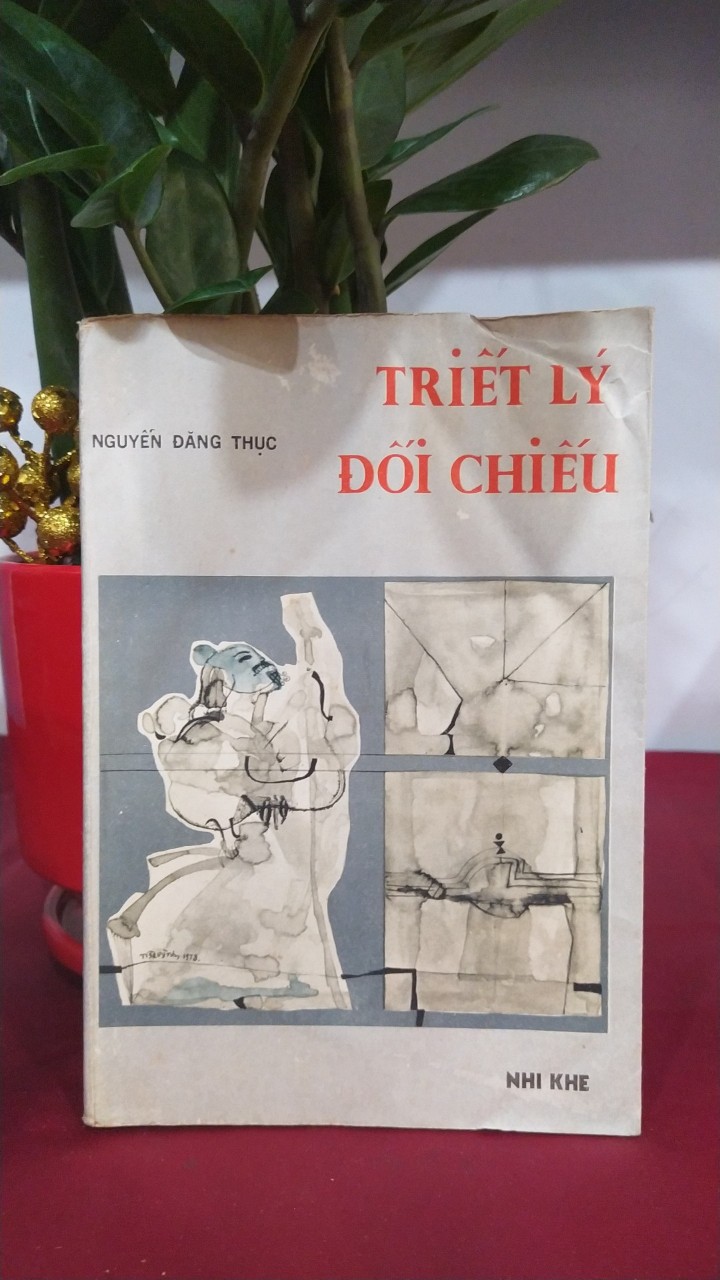 TRIẾT LÝ
NGUYỄN ĐĂNG THỤC
ĐỐI CHIẾU
NHI KHE